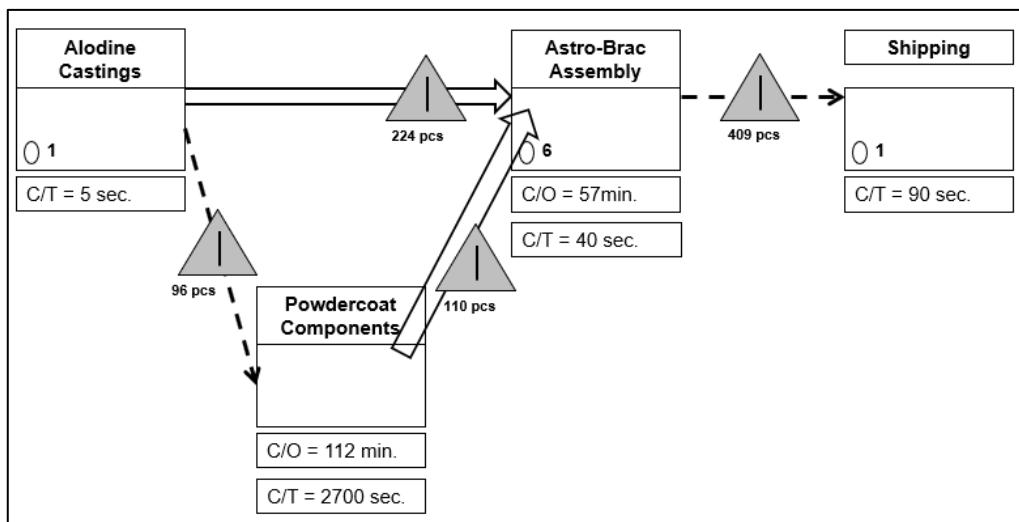 Alodine
Castings
1
C/T = 5 sec.
I
224 pcs
Astro-Brac
Assembly
6
C/O = 57min.
C/T = 40 sec.
I
409 pcs
Shipping
1
C/T = 90 sec.
I
96 pcs
Powdercoat
Components
C/O = 112 min.
C/T = 2700 sec.
I
110 pcs